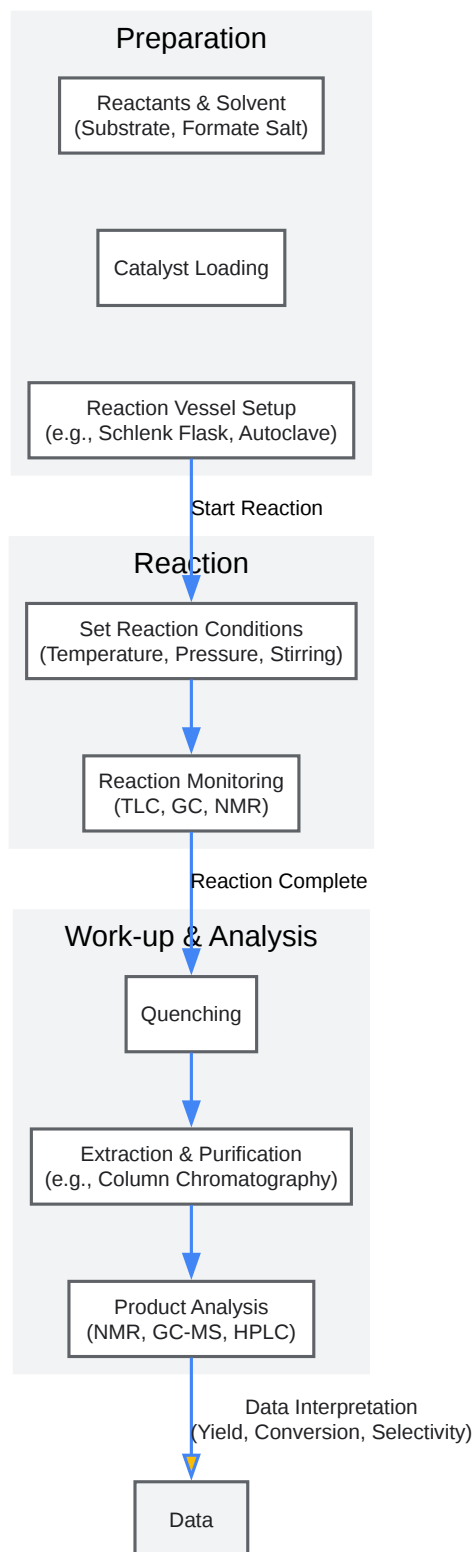 Preparation
Reactants & Solvent
(Substrate, Formate Salt)
Catalyst Loading
Reaction Vessel Setup
(e.g., Schlenk Flask, Autoclave)
Start Reaction
Reaction
Set Reaction Conditions
(Temperature, Pressure, Stirring)
Reaction Monitoring
(TLC, GC, NMR)
Reaction Complete
Work-up & Analysis
Quenching
Extraction & Purification
(e.g., Column Chromatography)
Product Analysis
(NMR, GC-MS, HPLC)
Data Interpretation
(Yield, Conversion, Selectivity)
Data